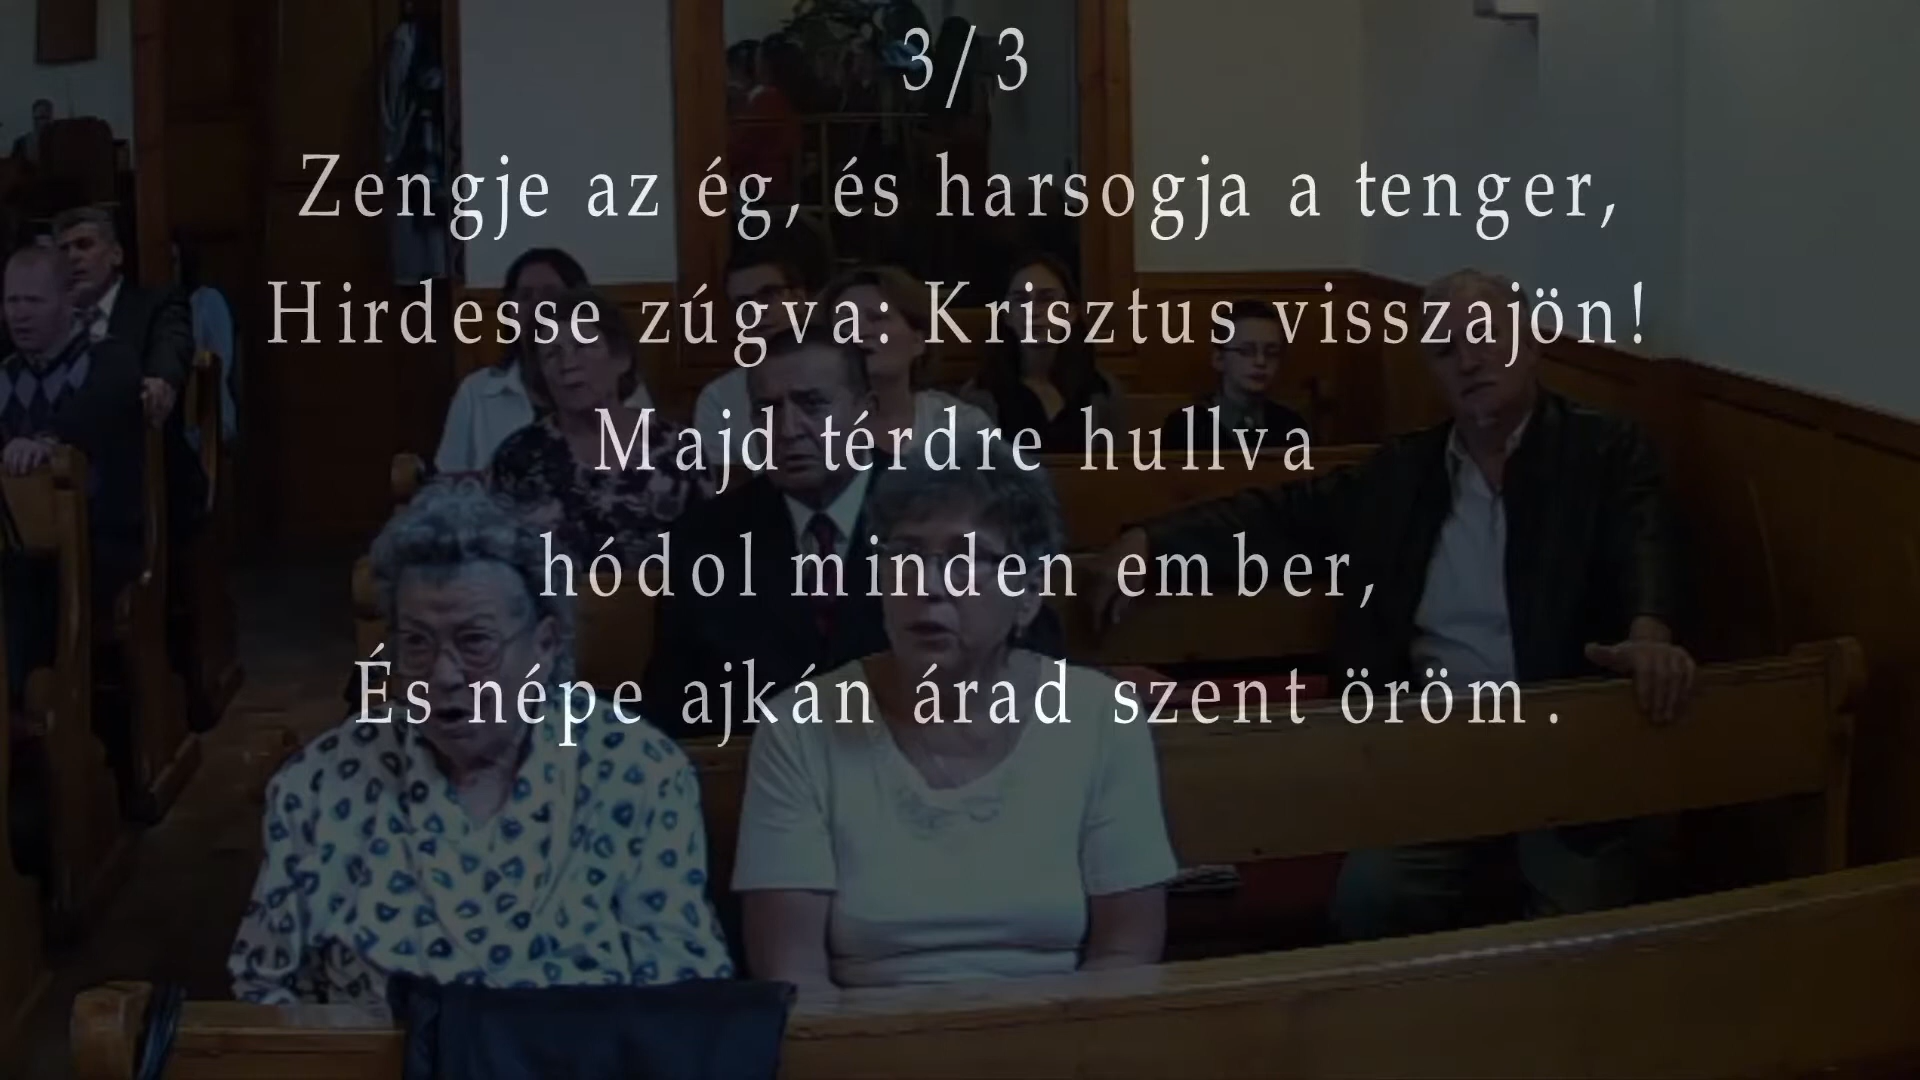 3/3
Zengje az ég, és harsogja a tenger,
Hirdesse zúgva: Krisztus visszajön!
Majd térdre hullva
hódol minden ember,
És népe ajkán árad szent öröm.